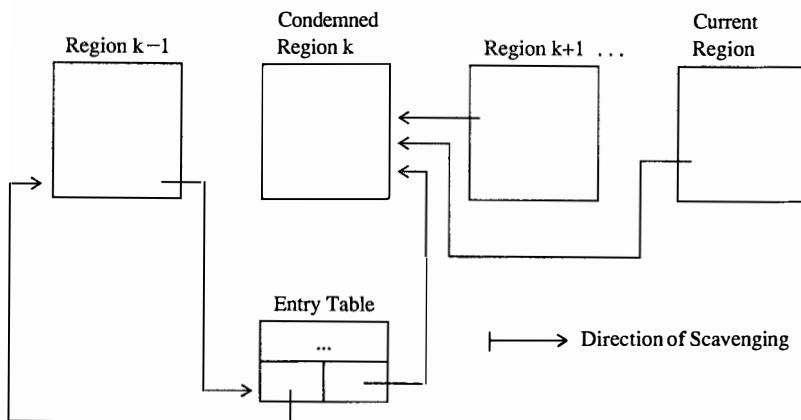 Region k−1
Condemned
Region k
Region k+1 ...
Current
Region
Entry Table
...
Direction of Scavenging